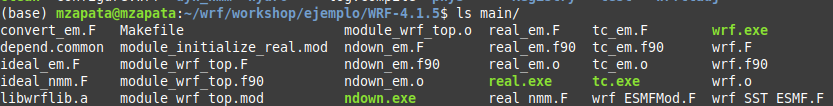 (base) mzapata@mzapata:~/wrf/workshop/ejemplo/WRF-4.1.5$ ls main/
convert_em.F Makefile module_wrf_top.o real_em.F tc_em.F wrf.exe
depend.common module_initialize_real.mod ndown_em.F real_em.f90 tc_em.f90 wrf.F
ideal_em.F module_wrf_top.F ndown_em.f90 real_em.o tc_em.o wrf.f90
ideal_nmm.F module_wrf_top.f90 ndown_em.o real.exe tc.exe wrf.o
libwrflib.a module_wrf_top.mod ndown.exe real_nmm.F wrf_ESMFMod.F wrf_SST_ESMF.F